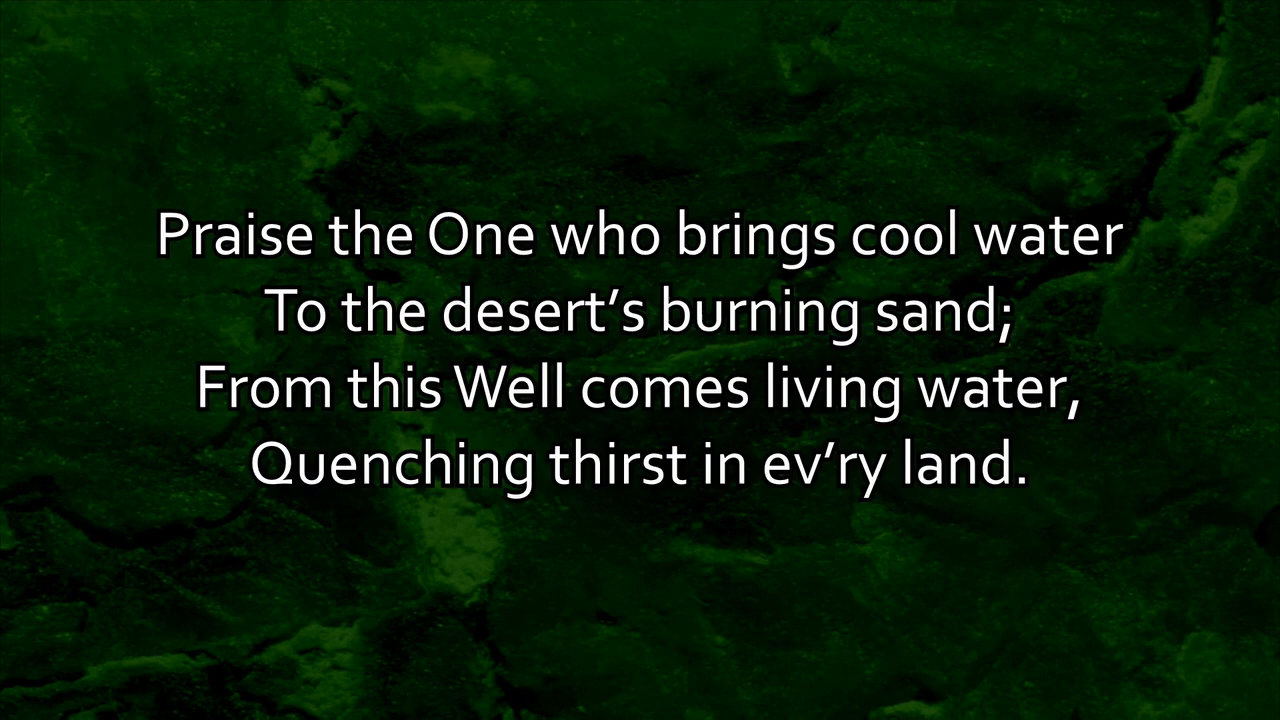 Praise the One who brings cool water
To the desert’s burning sand;
From this Well comes living water,
Quenching thirst in ev’ry land.